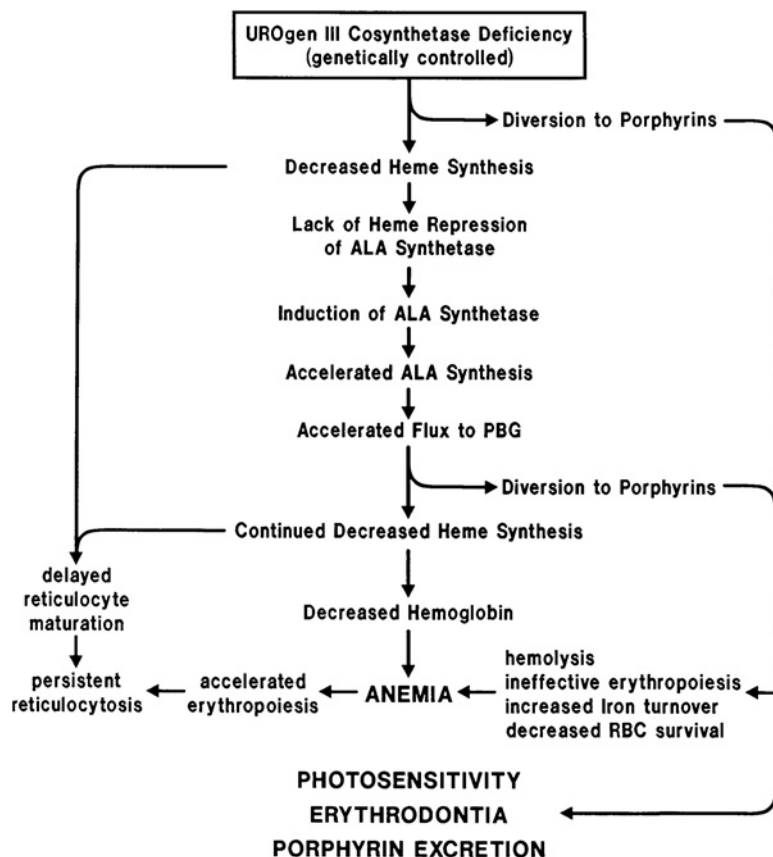 UROgen III Cosynthetase Deficiency
(genetically controlled)
Diversion to Porphyrins
Decreased Heme Synthesis
Lack of Heme Repression
of ALA Synthetase
Induction of ALA Synthetase
Accelerated ALA Synthesis
Accelerated Flux to PBG
Diversion to Porphyrins
Continued Decreased Heme Synthesis
delayed
reticulocyte
maturation
Decreased Hemoglobin
persistent
reticulocytosis
accelerated
erythropoiesis
ANEMIA
hemolysis
ineffective erythropoiesis
increased Iron turnover
decreased RBC survival
PHOTOSENSITIVITY
ERYTHRODONTIA
PORPHYRIN EXCRETION